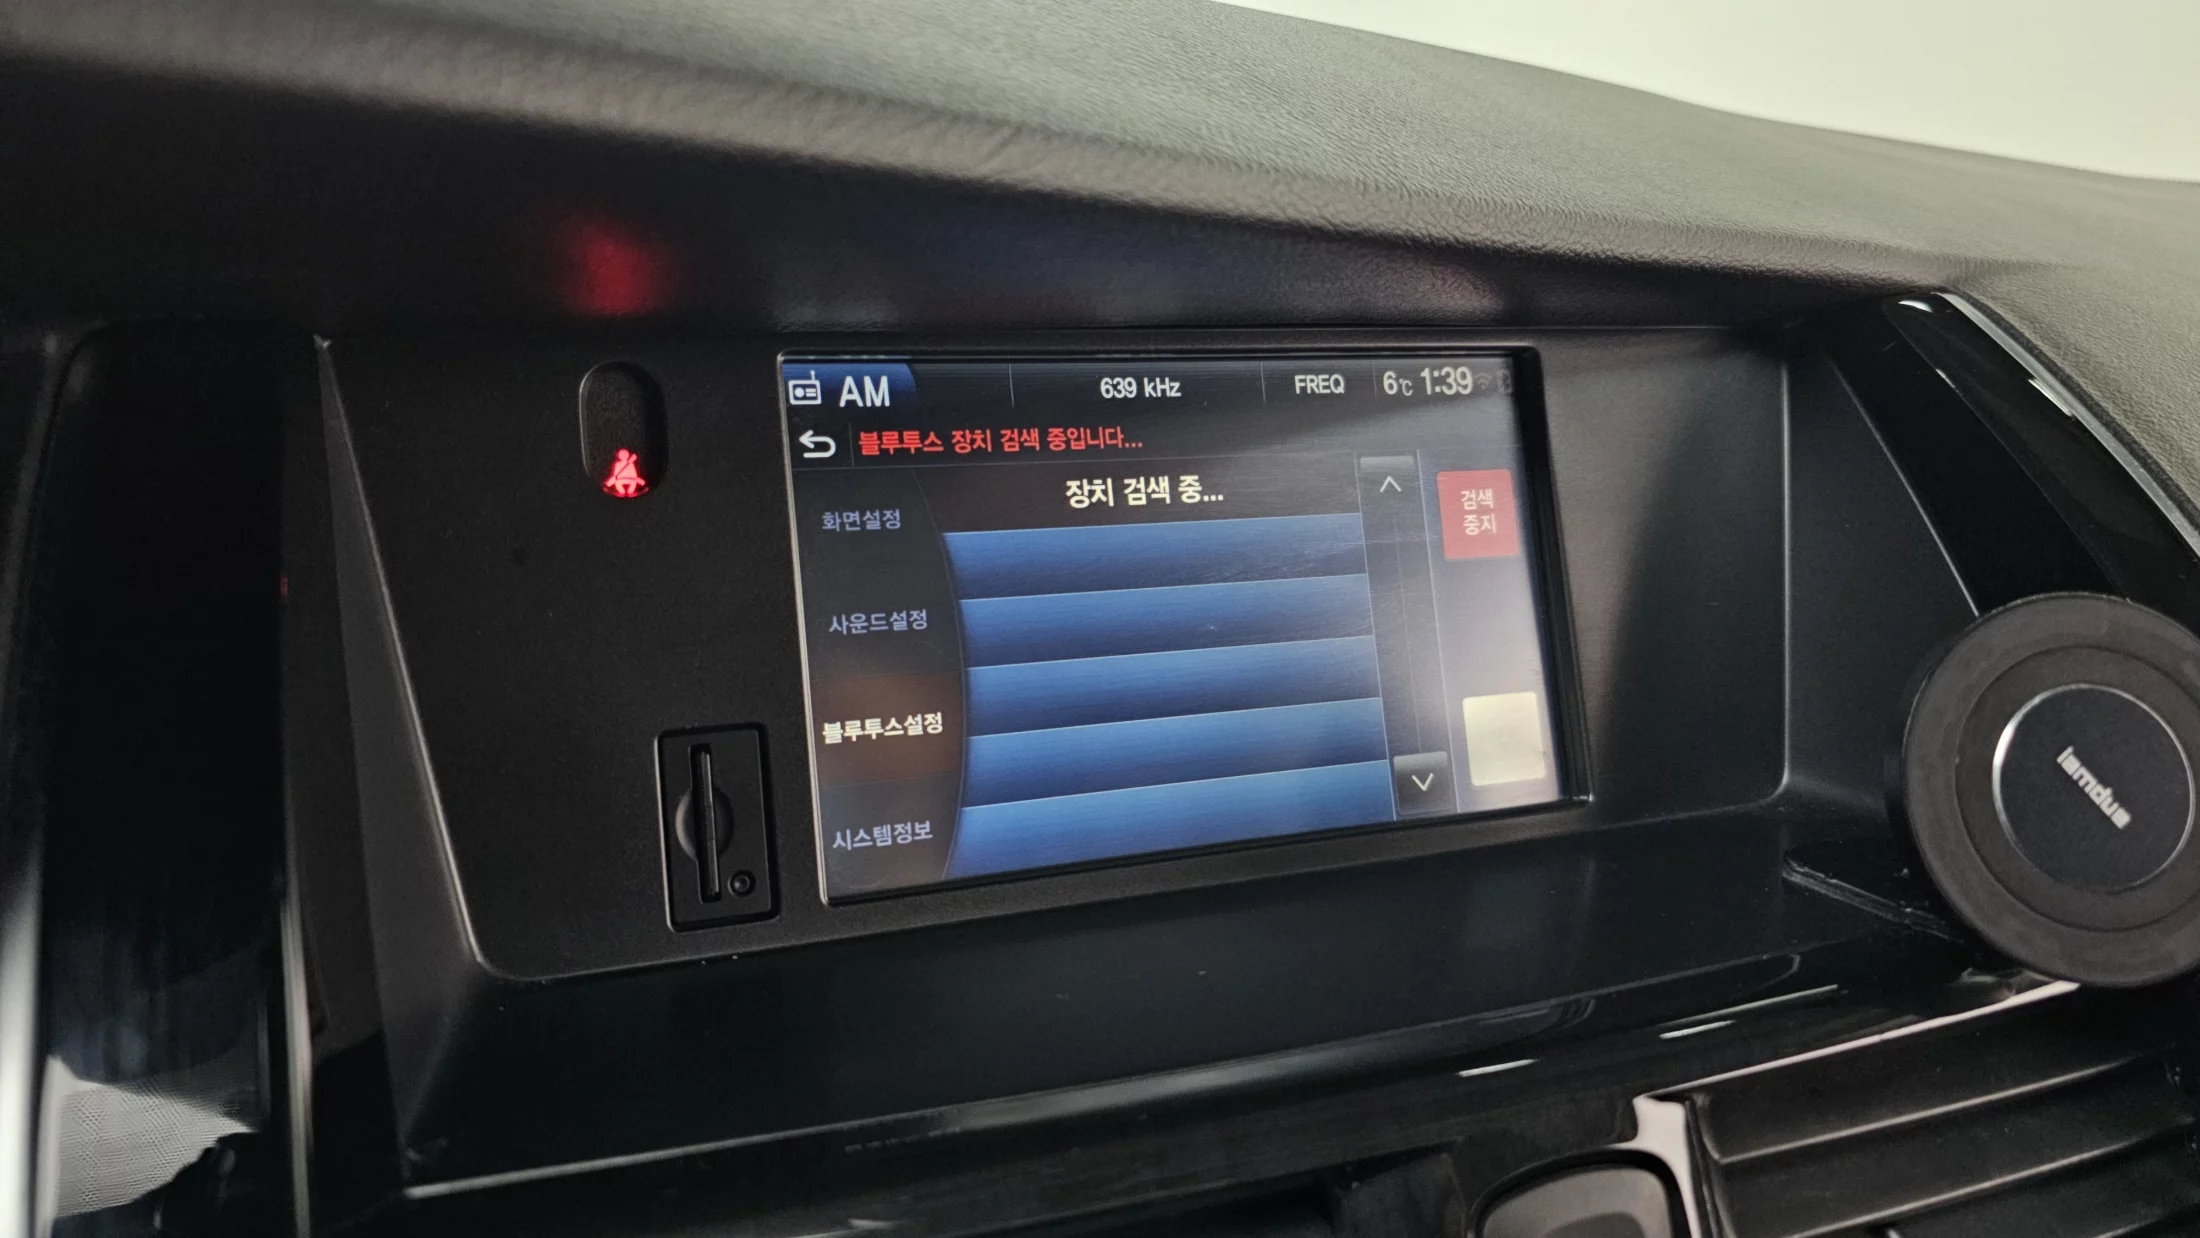 AM 639 kHz FREQ 6℃ 1:39
블루투스 장치 검색 중입니다...
장치 검색 중...
화면설정
사운드설정
블루투스설정
시스템정보
검색
중지
iamdua